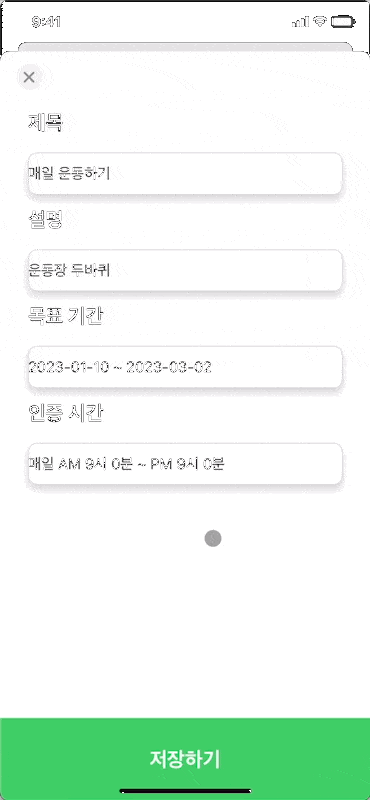 9:41
제목
매일 운동하기
설명
운동장 두바퀴
목표 기간
2023-01-10 ~ 2023-03-02
인증 시간
매일 AM 9시 0분 ~ PM 9시 0분
저장하기